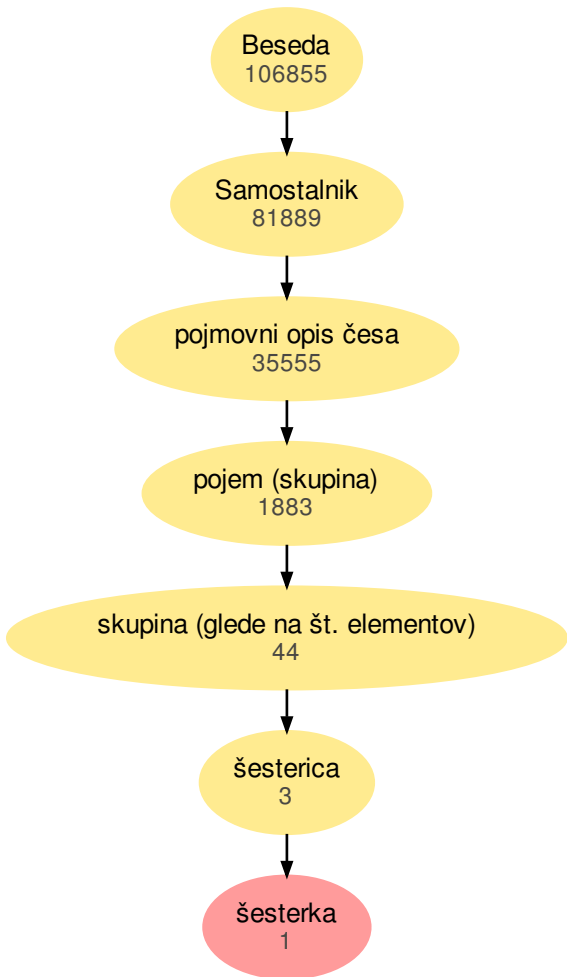 Beseda
106855
Samostalnik
81889
pojmovni opis česa
35555
pojem (skupina)
1883
skupina (glede na št. elementov)
44
šesterica
3
šesterka
1